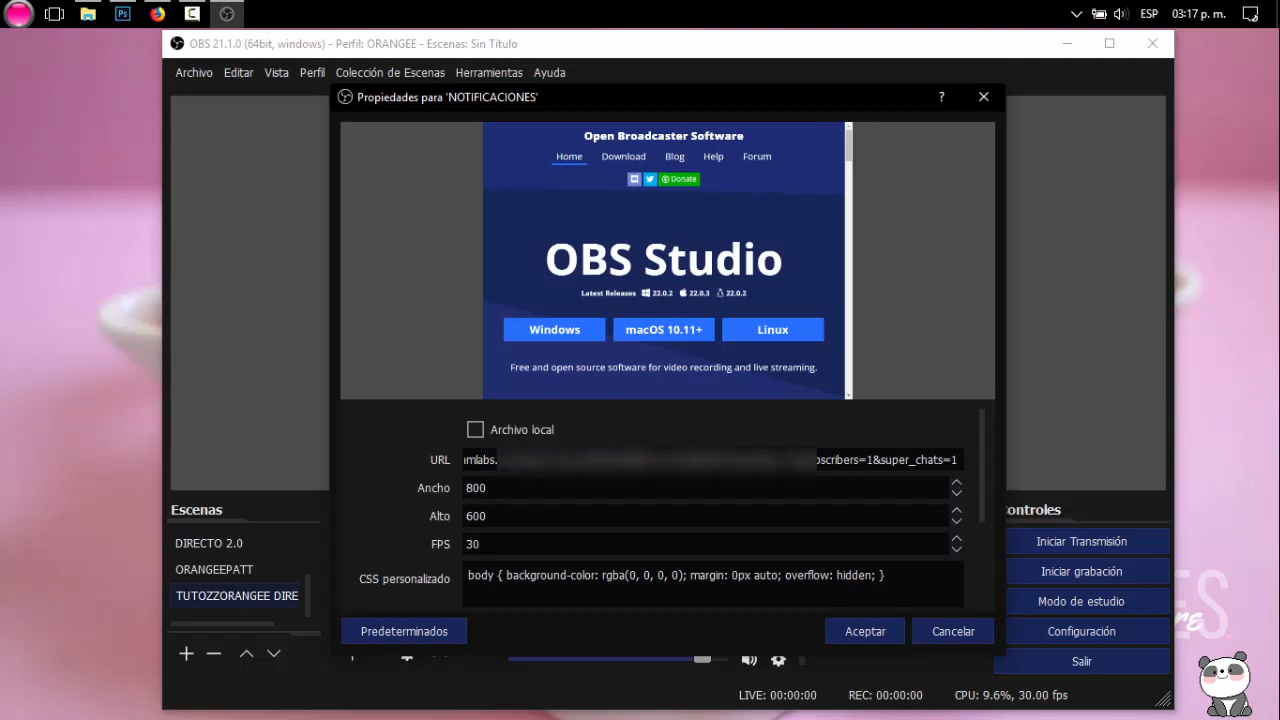 ESP 03:17 p. m.
OBS 21.1.0 (64bit, windows) - Perfil: ORANGEE - Escenas: Sin Título
Archivo Editar Vista Perfil Colección de Escenas Herramientas Ayuda
Propiedades para 'NOTIFICACIONES'
?
Open Broadcaster Software
Home Download Blog Help Forum
Donate
OBS Studio
Latest Releases 22.0.2 22.0.3 22.0.2
Windows macOS 10.11+ Linux
Free and open source software for video recording and live streaming.
Archivo local
URL mlabs. oscribers=1&super_chats=1
Ancho 800
Alto 600
FPS 30
CSS personalizado body { background-color: rgba(0, 0, 0, 0); margin: 0px auto; overflow: hidden; }
Predeterminados Aceptar Cancelar
Escenas
DIRECTO 2.0
ORANGEEPATT
TUTOZZORANGEE DIRE
ontroles
Iniciar Transmisión
Iniciar grabación
Modo de estudio
Configuración
Salir
LIVE: 00:00:00 REC: 00:00:00 CPU: 9.6%, 30.00 fps